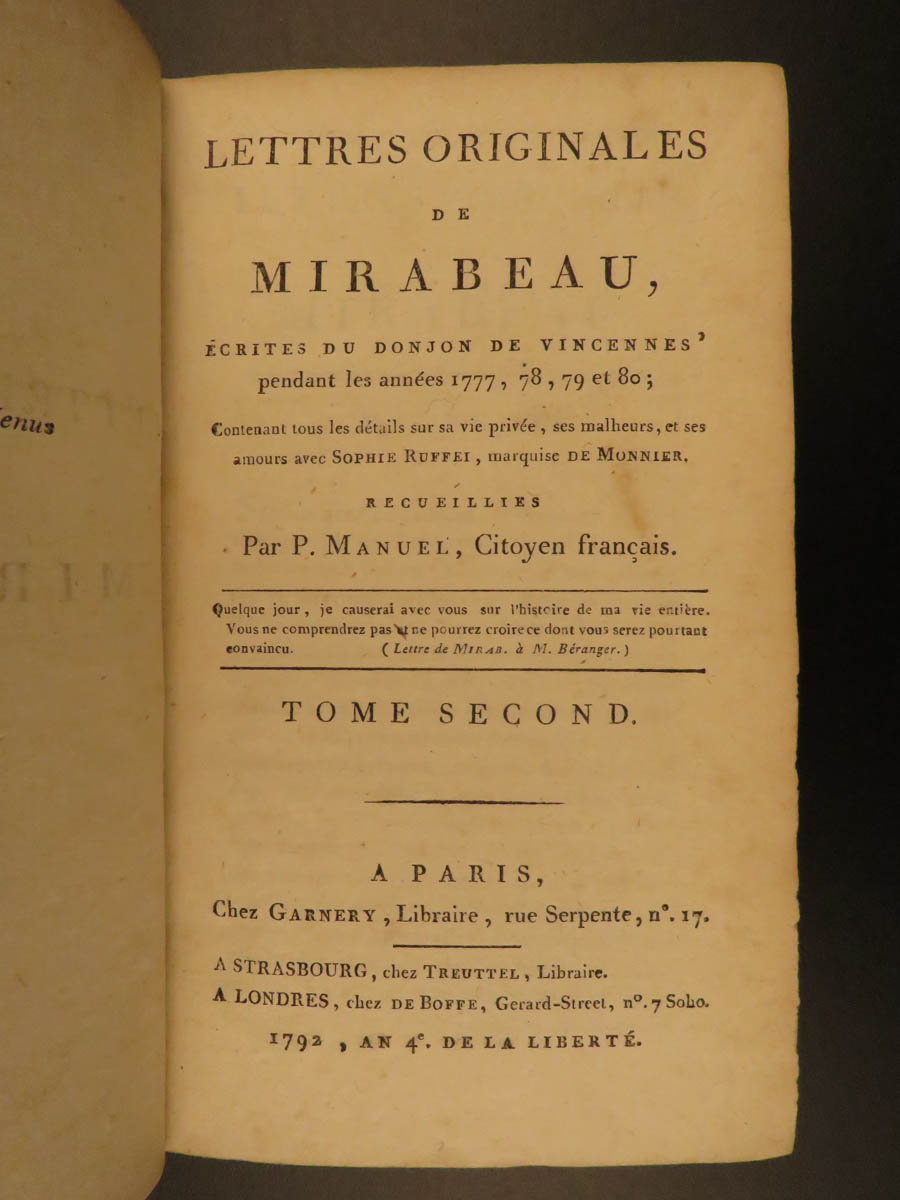 enus
LETTRES ORIGINALES
DE
MIRABEAU,
ÉCRITES DU DONJON DE VINCENNES,
pendant les années 1777, 78, 79 et 80;
Contenant tous les détails sur sa vie privée, ses malheurs, et ses
amours avec SOPHIE RUFFEI, marquise DE MONNIER.
RECUEILLIES
Par P. MANUEL, Citoyen français.
Quelque jour, je causerai avec vous sur l'histoire de ma vie entière.
Vous ne comprendrez pas et ne pourrez croire ce dont vous serez pourtant
convaincu. (Lettre de MIRAB. à M. Béranger.)
TOME SECOND.
A PARIS,
Chez GARNERY, Libraire, rue Serpente, n°. 17.
A STRASBOURG, chez TREUTTEL, Libraire.
A LONDRES, chez DE BOFFE, Gerard-Street, n°. 7 Soho.
1792, AN 4e. DE LA LIBERTÉ.